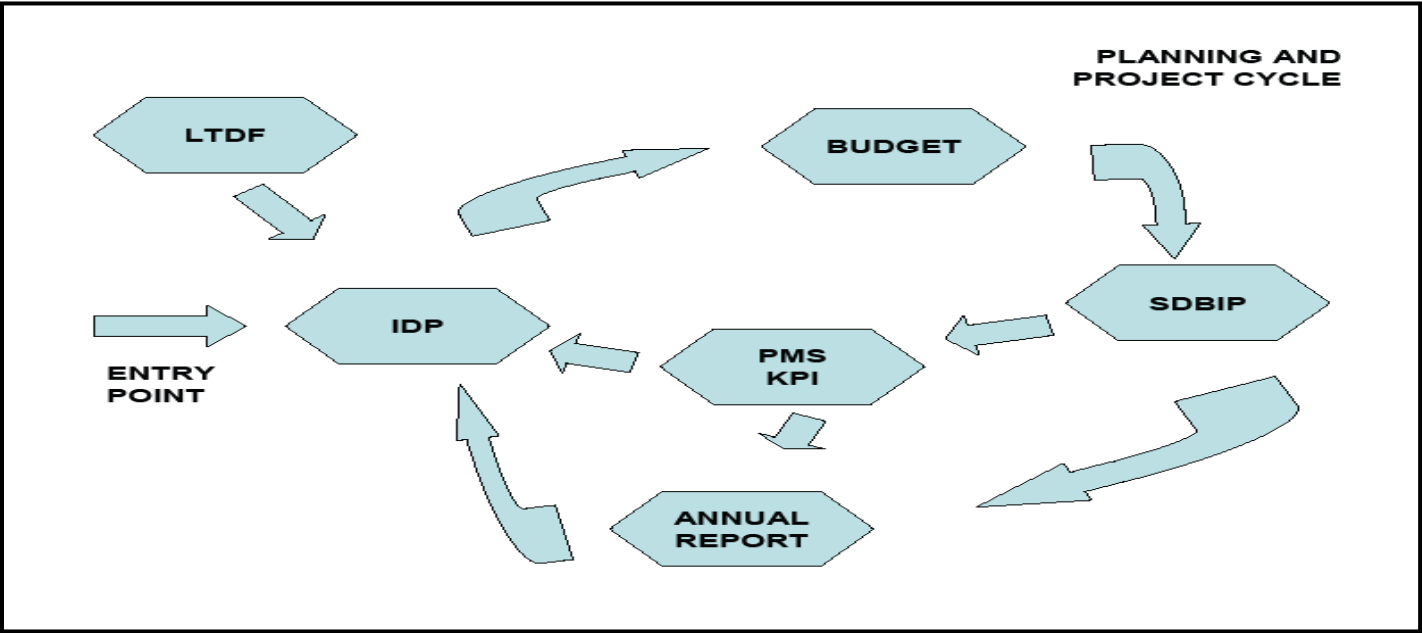 PLANNING AND
PROJECT CYCLE
LTDF
BUDGET
SDBIP
IDP
PMS
KPI
ENTRY
POINT
ANNUAL
REPORT